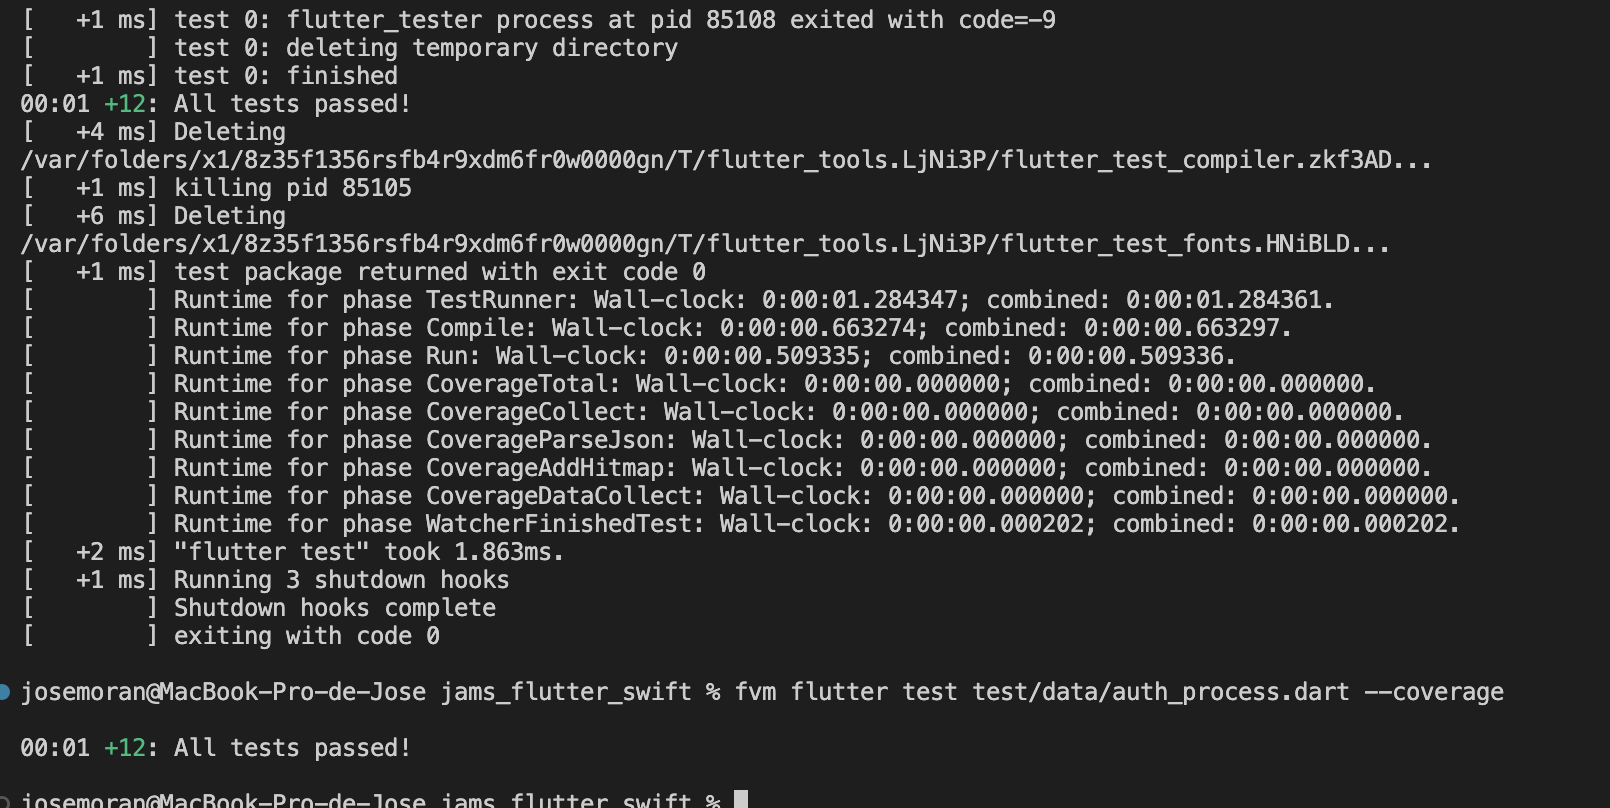 [   +1 ms] test 0: flutter_tester process at pid 85108 exited with code=-9
[        ] test 0: deleting temporary directory
[   +1 ms] test 0: finished
00:01 +12: All tests passed!
[   +4 ms] Deleting
/var/folders/x1/8z35f1356rsfb4r9xdm6fr0w0000gn/T/flutter_tools.LjNi3P/flutter_test_compiler.zkf3AD...
[   +1 ms] killing pid 85105
[   +6 ms] Deleting
/var/folders/x1/8z35f1356rsfb4r9xdm6fr0w0000gn/T/flutter_tools.LjNi3P/flutter_test_fonts.HNiBLD...
[   +1 ms] test package returned with exit code 0
[        ] Runtime for phase TestRunner: Wall-clock: 0:00:01.284347; combined: 0:00:01.284361.
[        ] Runtime for phase Compile: Wall-clock: 0:00:00.663274; combined: 0:00:00.663297.
[        ] Runtime for phase Run: Wall-clock: 0:00:00.509335; combined: 0:00:00.509336.
[        ] Runtime for phase CoverageTotal: Wall-clock: 0:00:00.000000; combined: 0:00:00.000000.
[        ] Runtime for phase CoverageCollect: Wall-clock: 0:00:00.000000; combined: 0:00:00.000000.
[        ] Runtime for phase CoverageParseJson: Wall-clock: 0:00:00.000000; combined: 0:00:00.000000.
[        ] Runtime for phase CoverageAddHitmap: Wall-clock: 0:00:00.000000; combined: 0:00:00.000000.
[        ] Runtime for phase CoverageDataCollect: Wall-clock: 0:00:00.000000; combined: 0:00:00.000000.
[        ] Runtime for phase WatcherFinishedTest: Wall-clock: 0:00:00.000202; combined: 0:00:00.000202.
[   +2 ms] "flutter test" took 1.863ms.
[   +1 ms] Running 3 shutdown hooks
[        ] Shutdown hooks complete
[        ] exiting with code 0
josemoran@MacBook-Pro-de-Jose jams_flutter_swift % fvm flutter test test/data/auth_process.dart --coverage
00:01 +12: All tests passed!
josemoran@MacBook-Pro-de-Jose jams_flutter_swift %